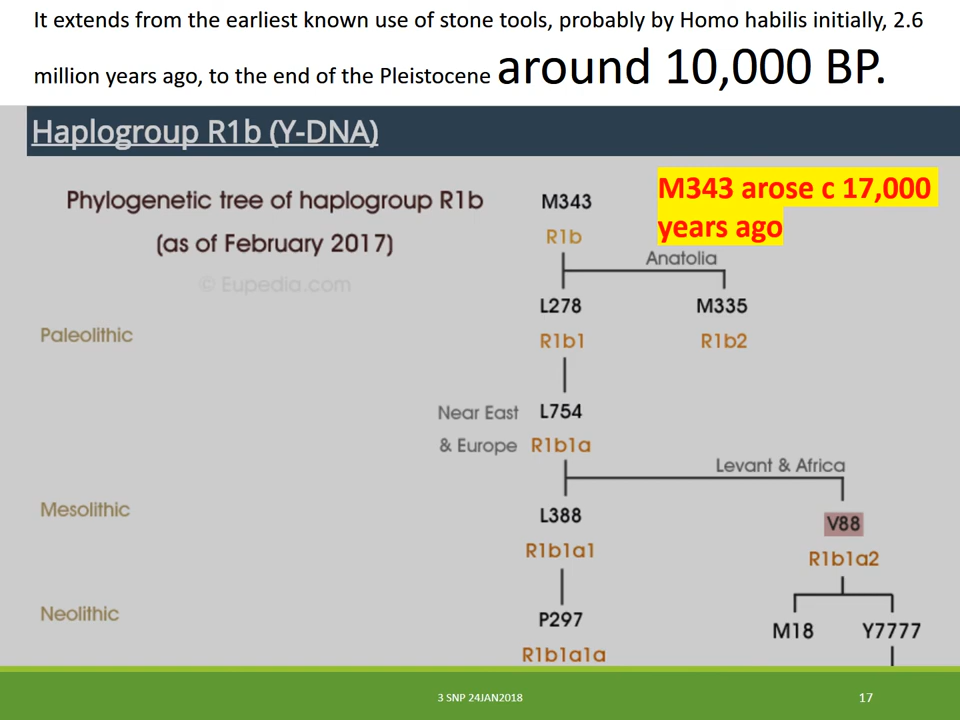 It extends from the earliest known use of stone tools, probably by Homo habilis initially, 2.6
million years ago, to the end of the Pleistocene around 10,000 BP.
Haplogroup R1b (Y-DNA)
Phylogenetic tree of haplogroup R1b
(as of February 2017)
© Eupedia.com
M343
R1b
M343 arose c 17,000
years ago
Anatolia
L278
M335
Paleolithic
R1b1
R1b2
Near East
& Europe
L754
R1b1a
Levant & Africa
Mesolithic
L388
V88
R1b1a1
R1b1a2
Neolithic
P297
M18
Y7777
R1b1a1a
3 SNP 24JAN2018
17